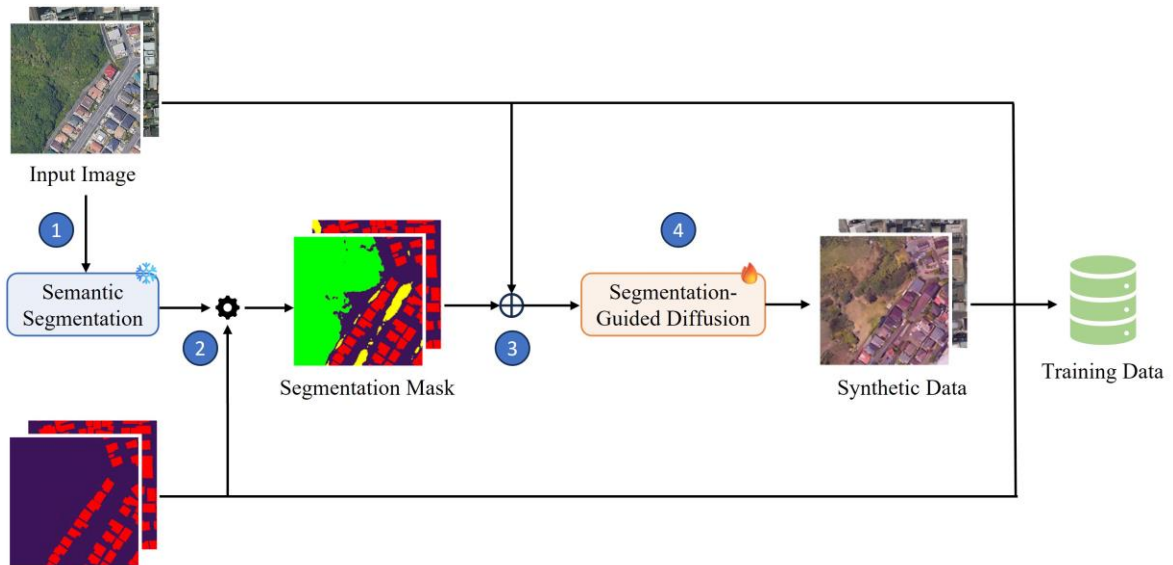 Input Image
1
Semantic
Segmentation
2
Segmentation Mask
3
4
Segmentation-
Guided Diffusion
Synthetic Data
Training Data